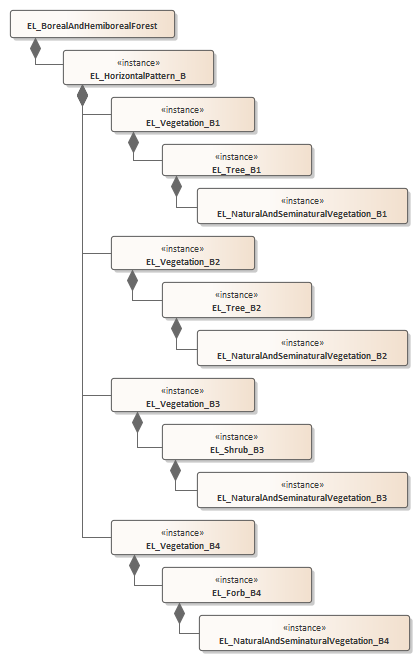 EL_BorealAndHemiborealForest
«instance»
EL_HorizontalPattern_B
«instance»
EL_Vegetation_B1
«instance»
EL_Tree_B1
«instance»
EL_NaturalAndSeminaturalVegetation_B1
«instance»
EL_Vegetation_B2
«instance»
EL_Tree_B2
«instance»
EL_NaturalAndSeminaturalVegetation_B2
«instance»
EL_Vegetation_B3
«instance»
EL_Shrub_B3
«instance»
EL_NaturalAndSeminaturalVegetation_B3
«instance»
EL_Vegetation_B4
«instance»
EL_Forb_B4
«instance»
EL_NaturalAndSeminaturalVegetation_B4